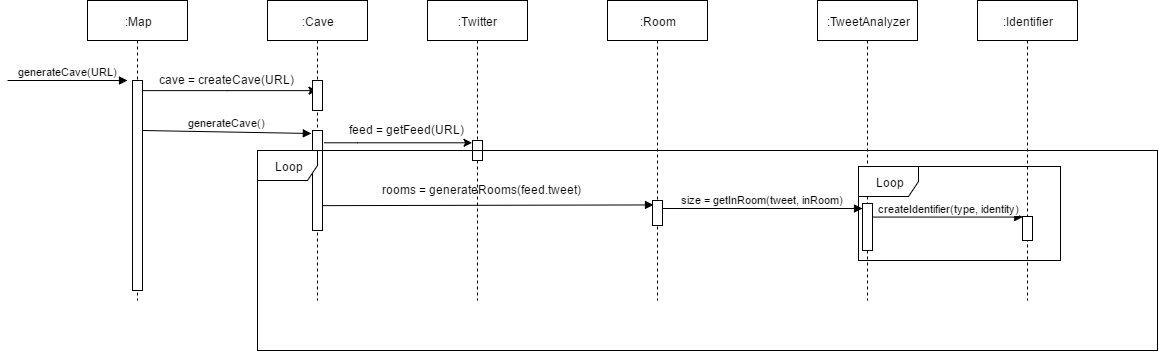 :Map
:Cave
:Twitter
:Room
:TweetAnalyzer
:Identifier
generateCave(URL)
cave = createCave(URL)
generateCave()
feed = getFeed(URL)
Loop
Loop
rooms = generateRooms(feed.tweet)
size = getInRoom(tweet, inRoom)
createIdentifier(type, identity)